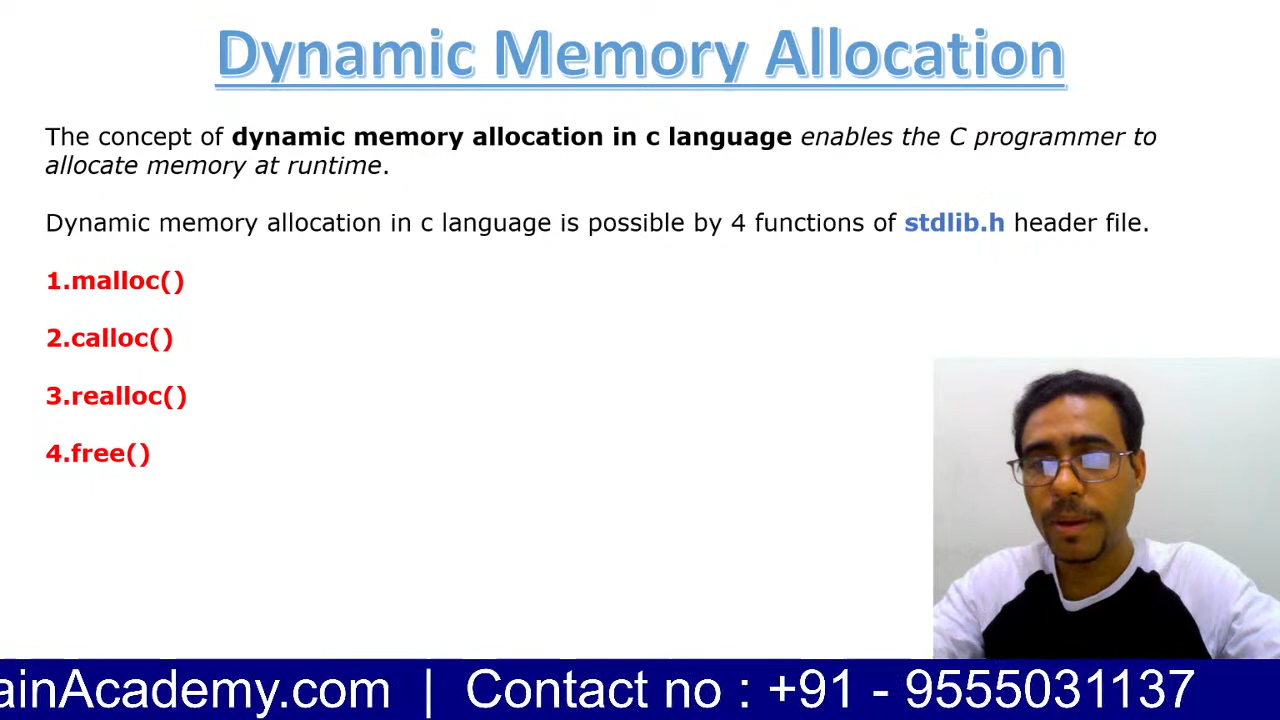 Dynamic Memory Allocation
The concept of dynamic memory allocation in c language enables the C programmer to
allocate memory at runtime.
Dynamic memory allocation in c language is possible by 4 functions of stdlib.h header file.
1.malloc()
2.calloc()
3.realloc()
4.free()
ainAcademy.com | Contact no : +91 - 9555031137